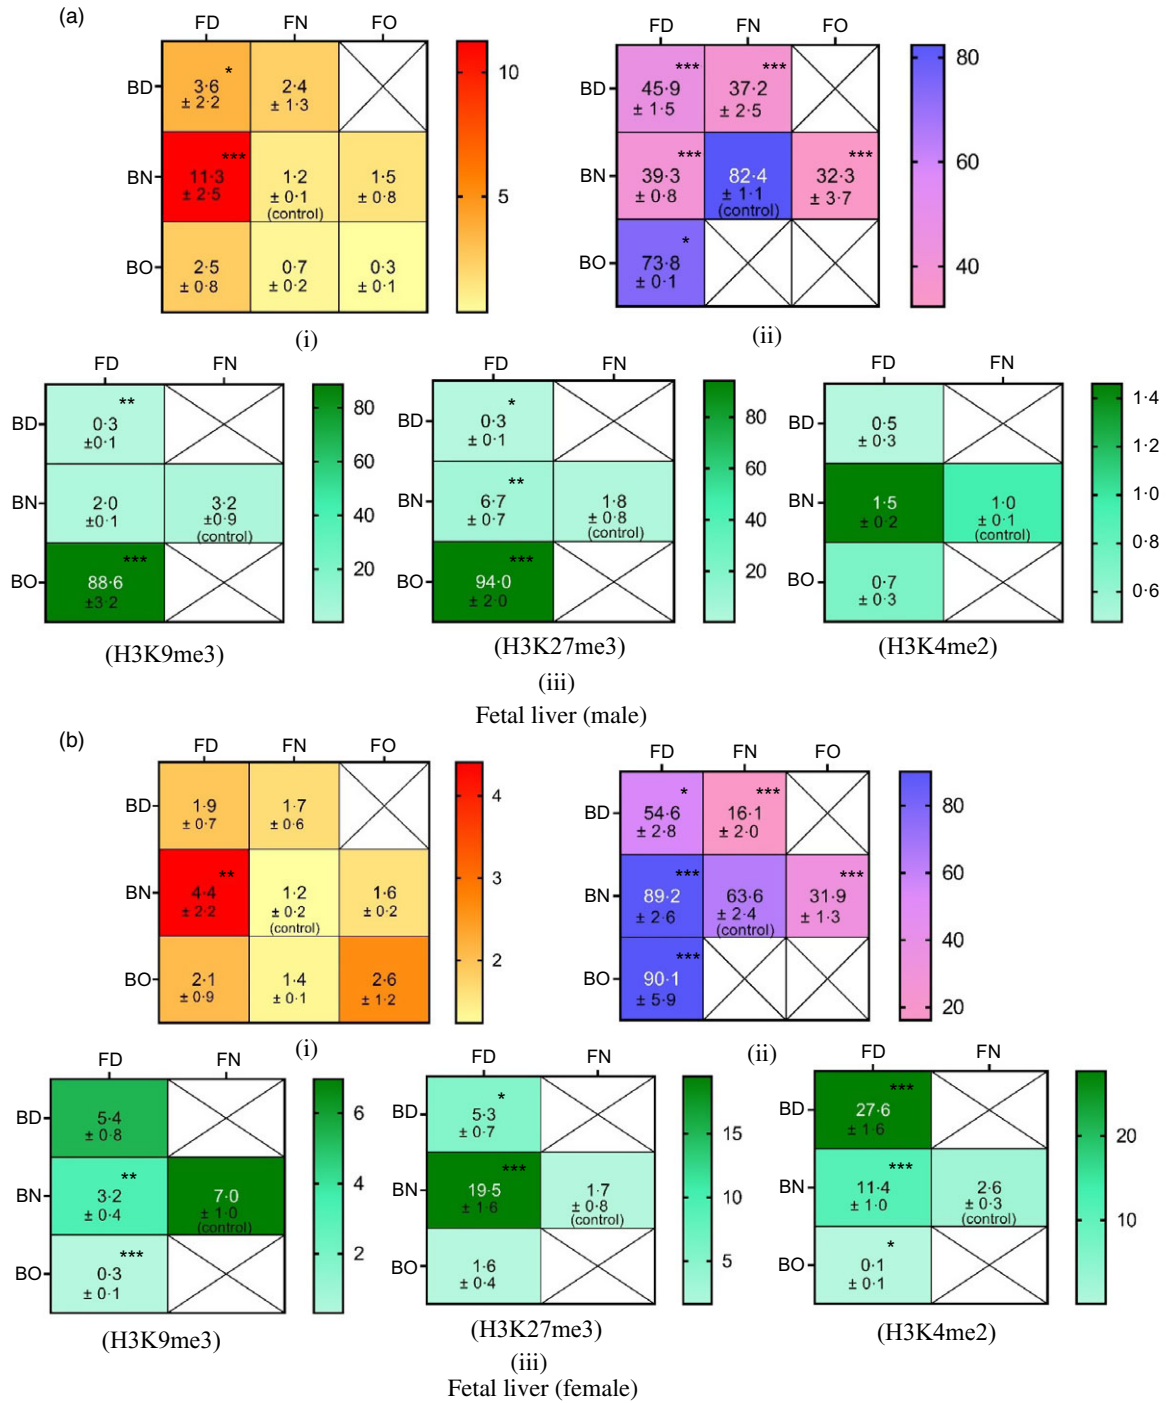 (a)
FD FN FO
BD 3·6 * 2·4
± 2·2 ± 1·3
BN 11·3 *** 1·2 1·5
± 2·5 ± 0·1 ± 0·8
(control)
BO 2·5 0·7 0·3
± 0·8 ± 0·2 ± 0·1
10
5
(i)
FD FN FO
BD 45·9 *** 37·2 ***
± 1·5 ± 2·5
BN 39·3 *** 82·4 32·3 ***
± 0·8 ± 1·1 ± 3·7
(control)
BO 73·8 *
± 0·1
80
60
40
(ii)
FD FN
BD 0·3 **
±0·1
BN 2·0 3·2
±0·1 ±0·9
(control)
BO 88·6 ***
±3·2
80
60
40
20
(H3K9me3)
FD FN
BD 0·3 *
± 0·1
BN 6·7 ** 1·8
± 0·7 ± 0·8
(control)
BO 94·0 ***
± 2·0
80
60
40
20
(H3K27me3)
FD FN
BD 0·5
± 0·3
BN 1·5 1·0
± 0·2 ± 0·1
(control)
BO 0·7
± 0·3
1·4
1·2
1·0
0·8
0·6
(H3K4me2)
(iii)
Fetal liver (male)
(b)
FD FN FO
BD 1·9 1·7
± 0·7 ± 0·6
BN 4·4 ** 1·2 1·6
± 2·2 ± 0·2 ± 0·2
(control)
BO 2·1 1·4 2·6
± 0·9 ± 0·1 ± 1·2
4
3
2
(i)
FD FN FO
BD 54·6 * 16·1 ***
± 2·8 ± 2·0
BN 89·2 *** 63·6 31·9 ***
± 2·6 ± 2·4 ± 1·3
(control)
BO 90·1 ***
± 5·9
80
60
40
20
(ii)
FD FN
BD 5·4
± 0·8
BN 3·2 ** 7·0
± 0·4 ± 1·0
(control)
BO 0·3 ***
± 0·1
6
4
2
(H3K9me3)
FD FN
BD 5·3 *
± 0·7
BN 19·5 *** 1·7
± 1·6 ± 0·8
(control)
BO 1·6
± 0·4
15
10
5
(H3K27me3)
FD FN
BD 27·6 ***
± 1·6
BN 11·4 *** 2·6
± 1·0 ± 0·3
(control)
BO 0·1 *
± 0·1
20
10
(H3K4me2)
(iii)
Fetal liver (female)